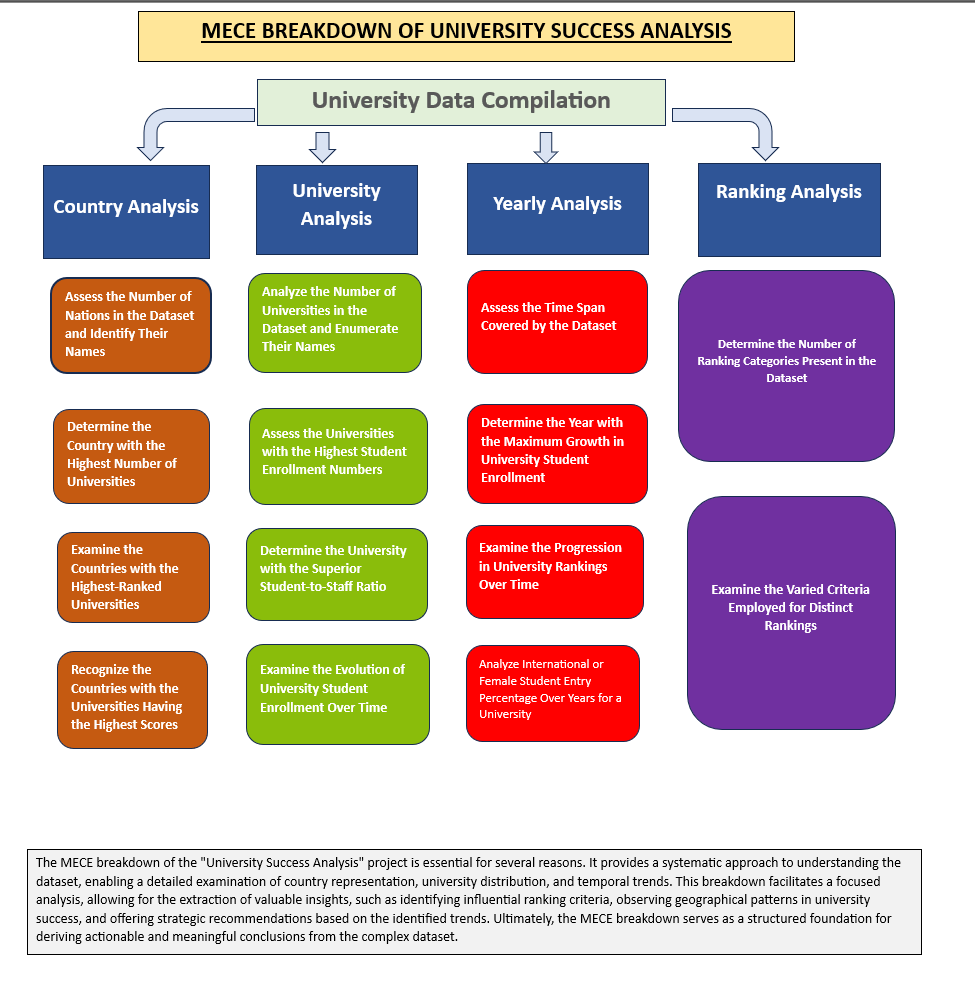 MECE BREAKDOWN OF UNIVERSITY SUCCESS ANALYSIS
University Data Compilation
Country Analysis
University
Analysis
Yearly Analysis
Ranking Analysis
Assess the Number of
Nations in the Dataset
and Identify Their
Names
Determine the
Country with the
Highest Number of
Universities
Examine the
Countries with the
Highest-Ranked
Universities
Recognize the
Countries with the
Universities Having
the Highest Scores
Analyze the Number of
Universities in the
Dataset and Enumerate
Their Names
Assess the Universities
with the Highest Student
Enrollment Numbers
Determine the University
with the Superior
Student-to-Staff Ratio
Examine the Evolution of
University Student
Enrollment Over Time
Assess the Time Span
Covered by the Dataset
Determine the Year with
the Maximum Growth in
University Student
Enrollment
Examine the Progression
in University Rankings
Over Time
Analyze International or
Female Student Entry
Percentage Over Years for a
University
Determine the Number of
Ranking Categories Present in the
Dataset
Examine the Varied Criteria
Employed for Distinct
Rankings
The MECE breakdown of the "University Success Analysis" project is essential for several reasons. It provides a systematic approach to understanding the
dataset, enabling a detailed examination of country representation, university distribution, and temporal trends. This breakdown facilitates a focused
analysis, allowing for the extraction of valuable insights, such as identifying influential ranking criteria, observing geographical patterns in university
success, and offering strategic recommendations based on the identified trends. Ultimately, the MECE breakdown serves as a structured foundation for
deriving actionable and meaningful conclusions from the complex dataset.